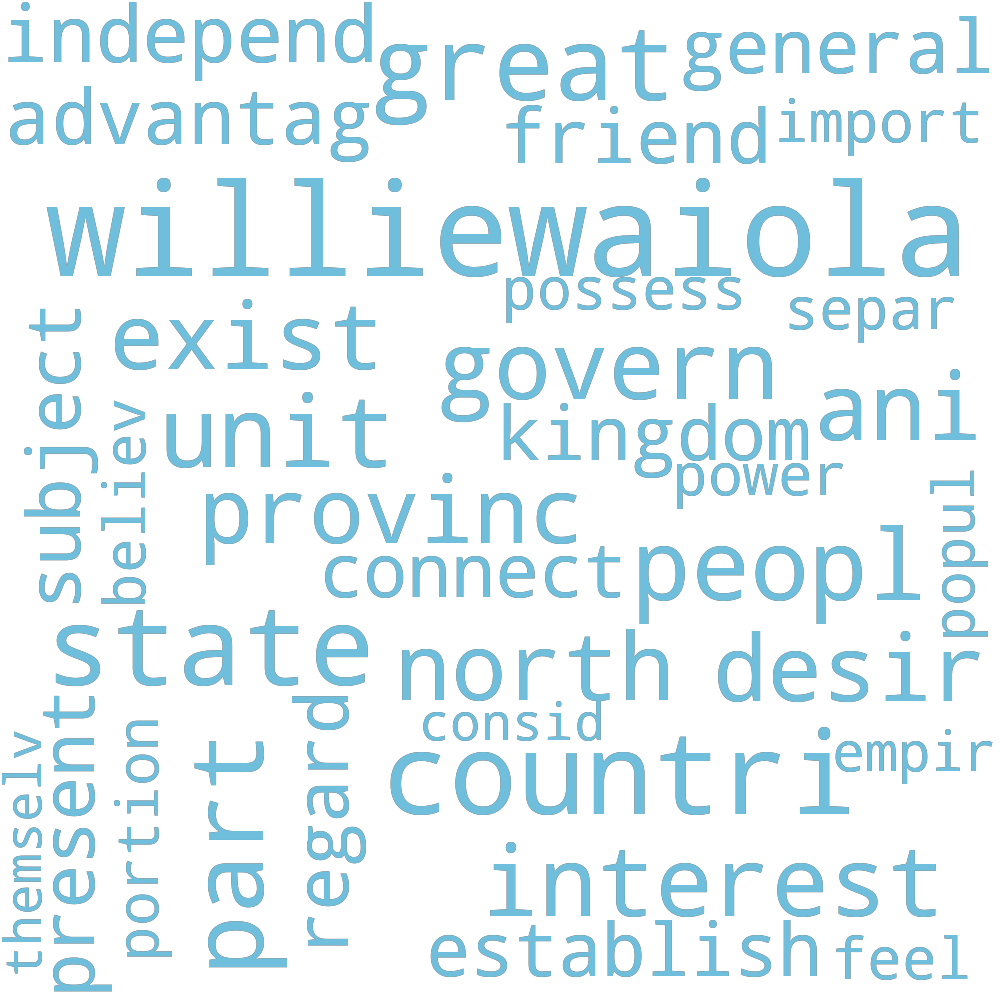 independ
great
general
advantag
friend
import
williewaiola
possess
separ
exist
subject
govern
ani
unit
believ
kingdom
power
provinc
popul
connect
peopl
state
north
desir
present
regard
consid
portion
themselv
part
countri
empir
interest
establish
feel